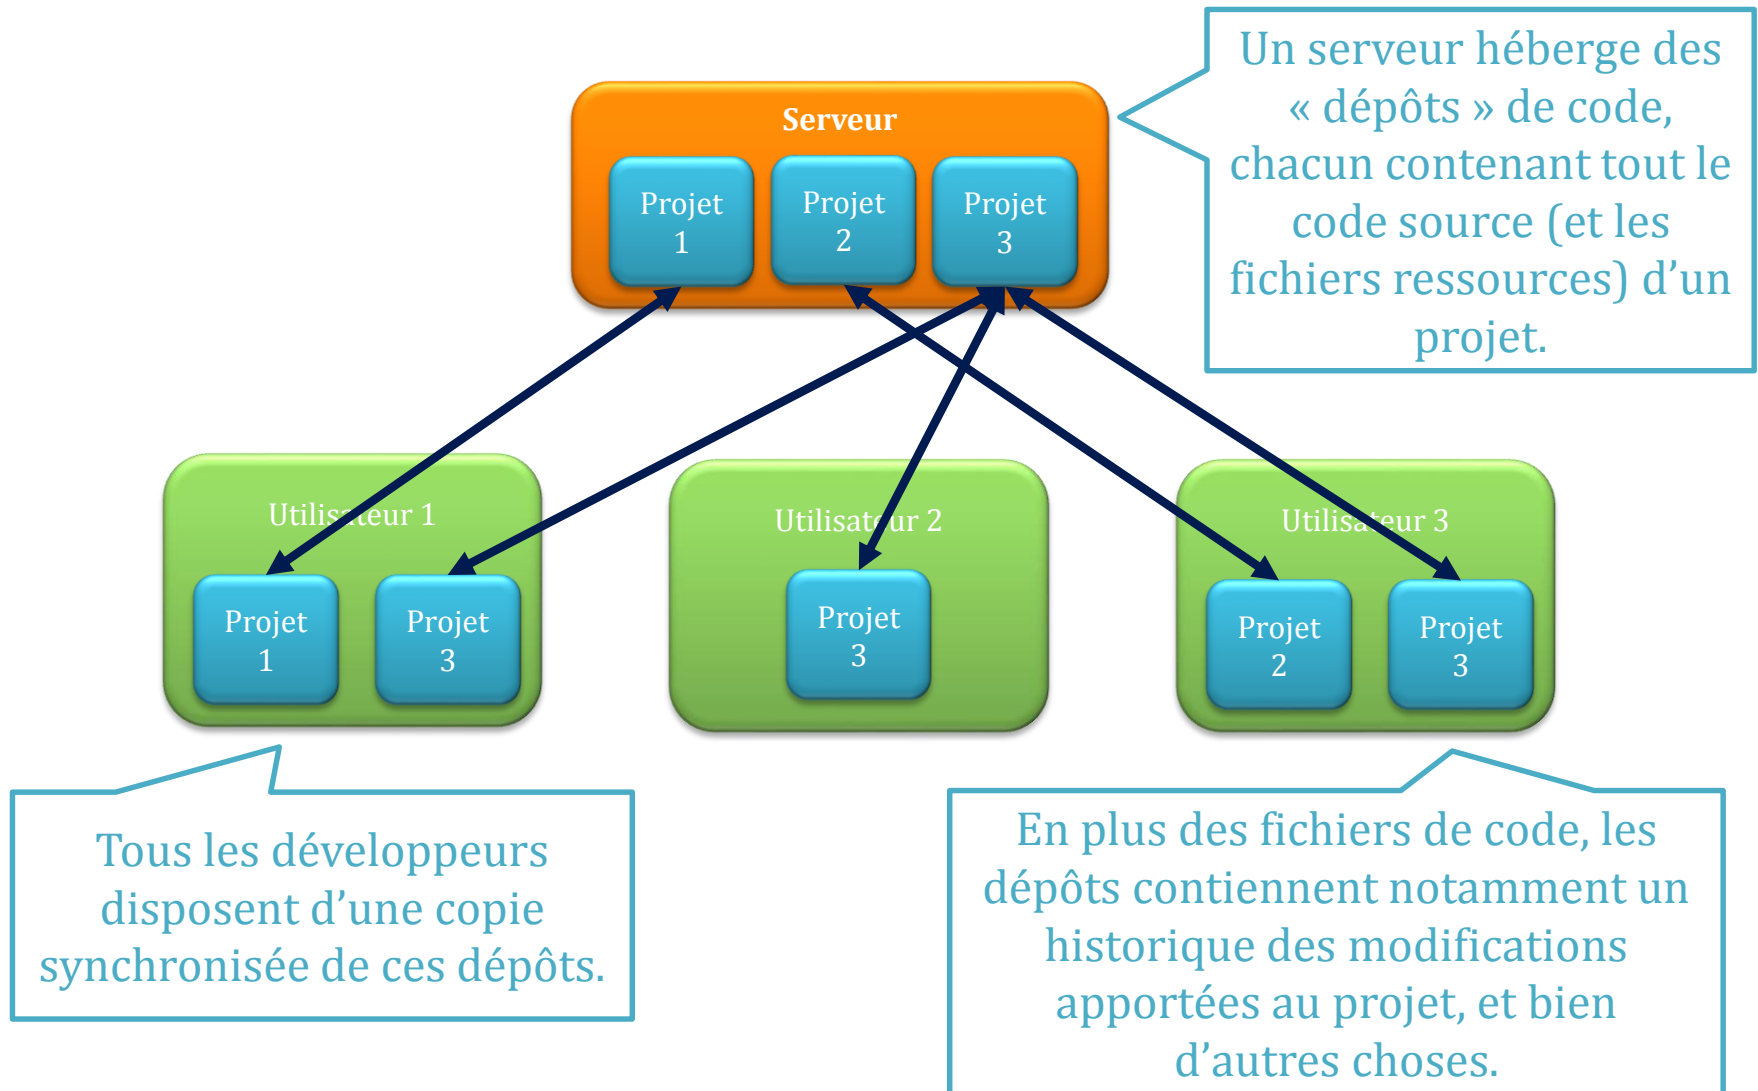 Un serveur héberge des
« dépôts » de code,
chacun contenant tout le
code source (et les
fichiers ressources) d’un
projet.
Serveur
Projet
1
Projet
2
Projet
3
Utilisateur 1
Projet
1
Projet
3
Utilisateur 2
Projet
3
Utilisateur 3
Projet
2
Projet
3
Tous les développeurs
disposent d’une copie
synchronisée de ces dépôts.
En plus des fichiers de code, les
dépôts contiennent notamment un
historique des modifications
apportées au projet, et bien
d’autres choses.